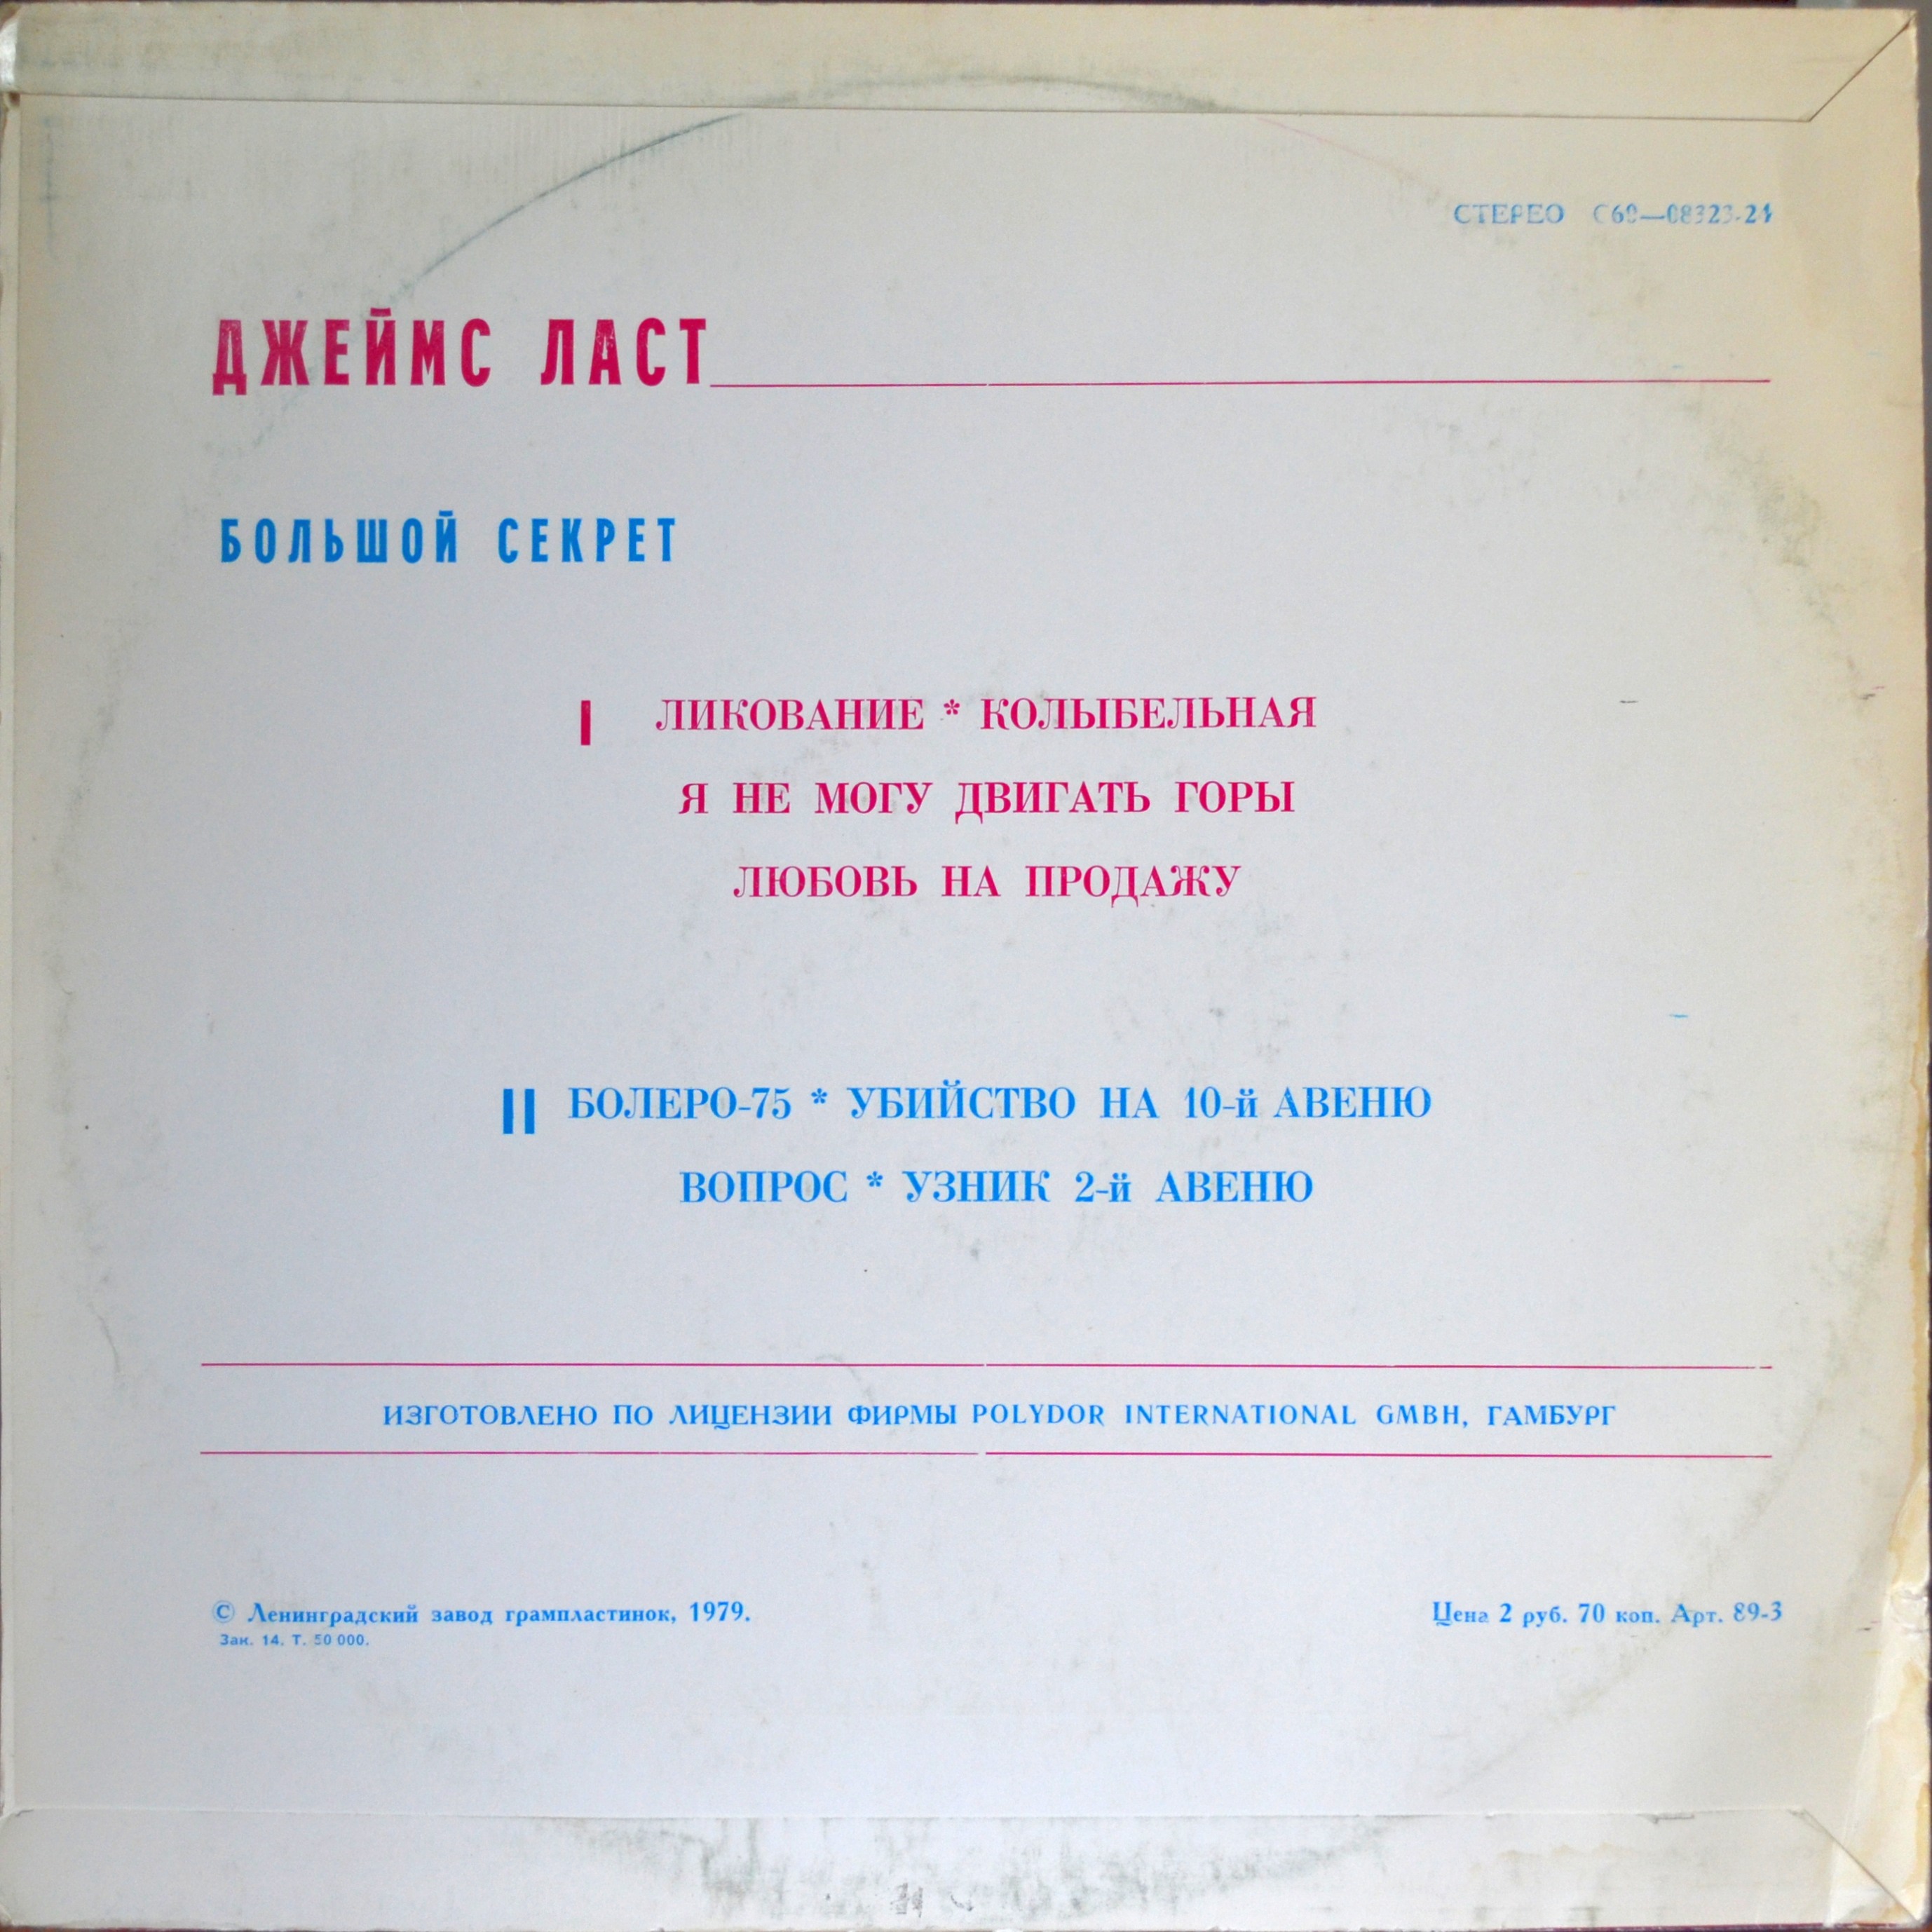 СТЕРЕО С60—08323-24
ДЖЕЙМС ЛАСТ
БОЛЬШОЙ СЕКРЕТ
I ЛИКОВАНИЕ * КОЛЫБЕЛЬНАЯ
Я НЕ МОГУ ДВИГАТЬ ГОРЫ
ЛЮБОВЬ НА ПРОДАЖУ
II БОЛЕРО-75 * УБИЙСТВО НА 10-й АВЕНЮ
ВОПРОС * УЗНИК 2-й АВЕНЮ
ИЗГОТОВЛЕНО ПО ЛИЦЕНЗИИ ФИРМЫ POLYDOR INTERNATIONAL GMBH, ГАМБУРГ
© Ленинградский завод грампластинок, 1979.
Зак. 14. Т. 50 000.
Цена 2 руб. 70 коп. Арт. 89-3